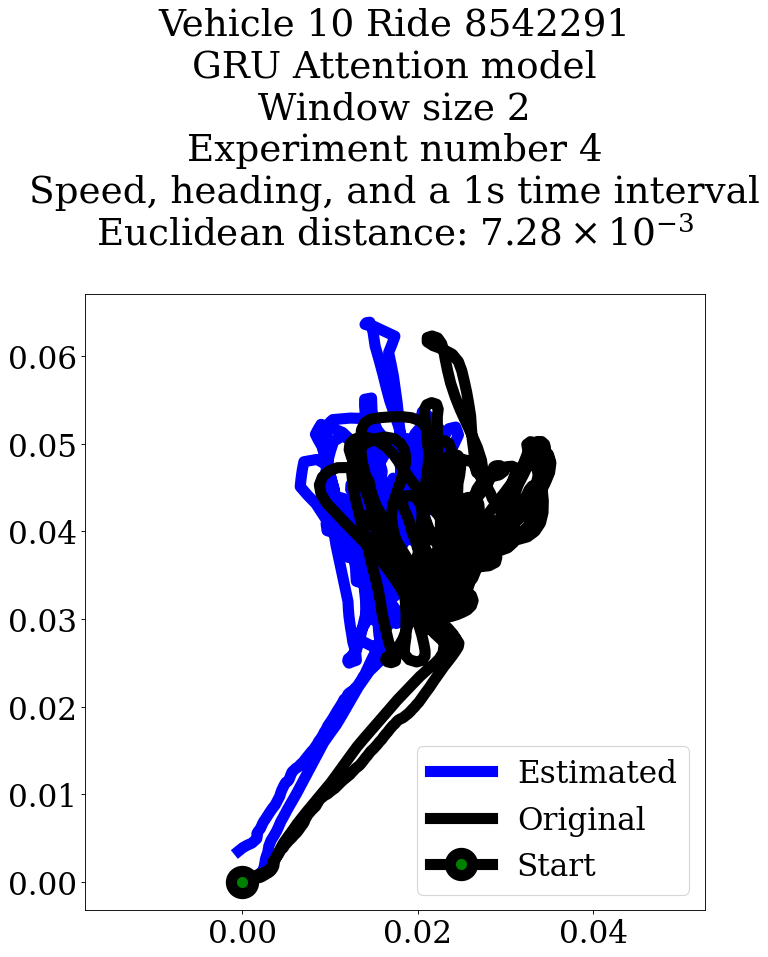 Vehicle 10 Ride 8542291
GRU Attention model
Window size 2
Experiment number 4
Speed, heading, and a 1s time interval
Euclidean distance: 7.28 × 10⁻³
0.06
0.05
0.04
0.03
0.02
0.01
0.00
Estimated
Original
Start
0.00 0.02 0.04